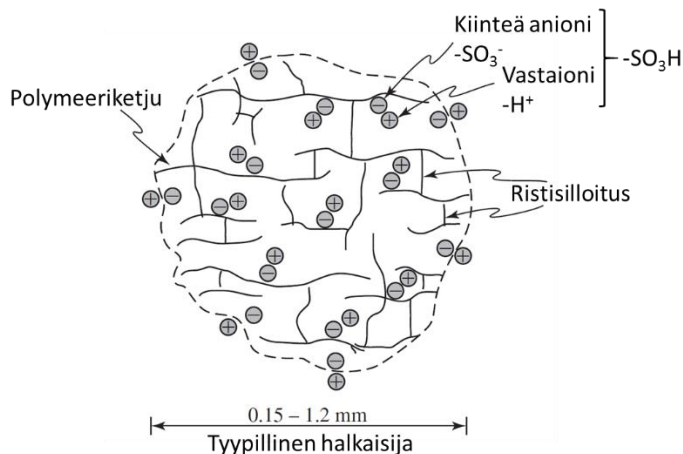 Kiinteä anioni
-SO₃⁻
-SO₃H
Vastaioni
-H⁺
Polymeeriketju
Ristisilloitus
0.15 – 1.2 mm
Tyypillinen halkaisija